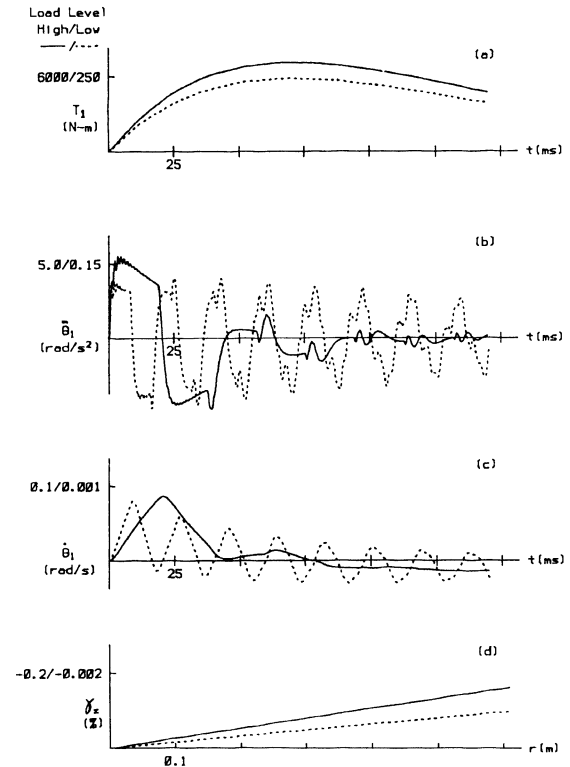 Load Level
High/Low
(a)
6000/250
T₁
(N-m)
t(ms)
25
(b)
5.0/0.15
θ̈₁
(rad/s²)
t(ms)
25
(c)
0.1/0.001
θ̇₁
(rad/s)
t(ms)
25
(d)
-0.2/-0.002
γz
(%)
r(m)
0.1